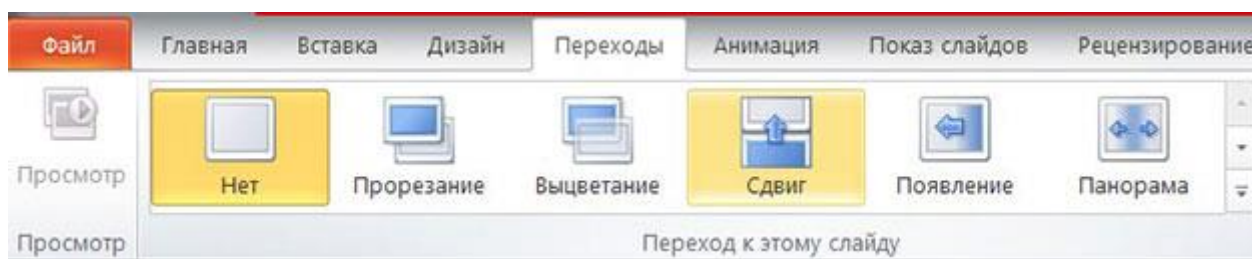 Файл Главная Вставка Дизайн Переходы Анимация Показ слайдов Рецензирование
Просмотр Нет Прорезание Выцветание Сдвиг Появление Панорама
Просмотр Переход к этому слайду